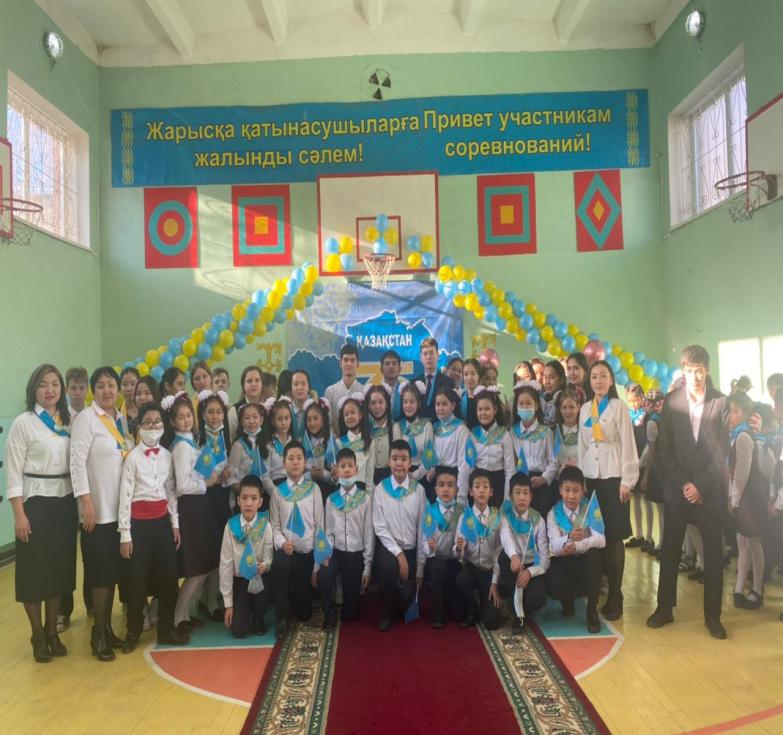 Жарысқа қатынасушыларға
жалынды сәлем!
Привет участникам
соревнований!
ҚАЗАҚСТАН